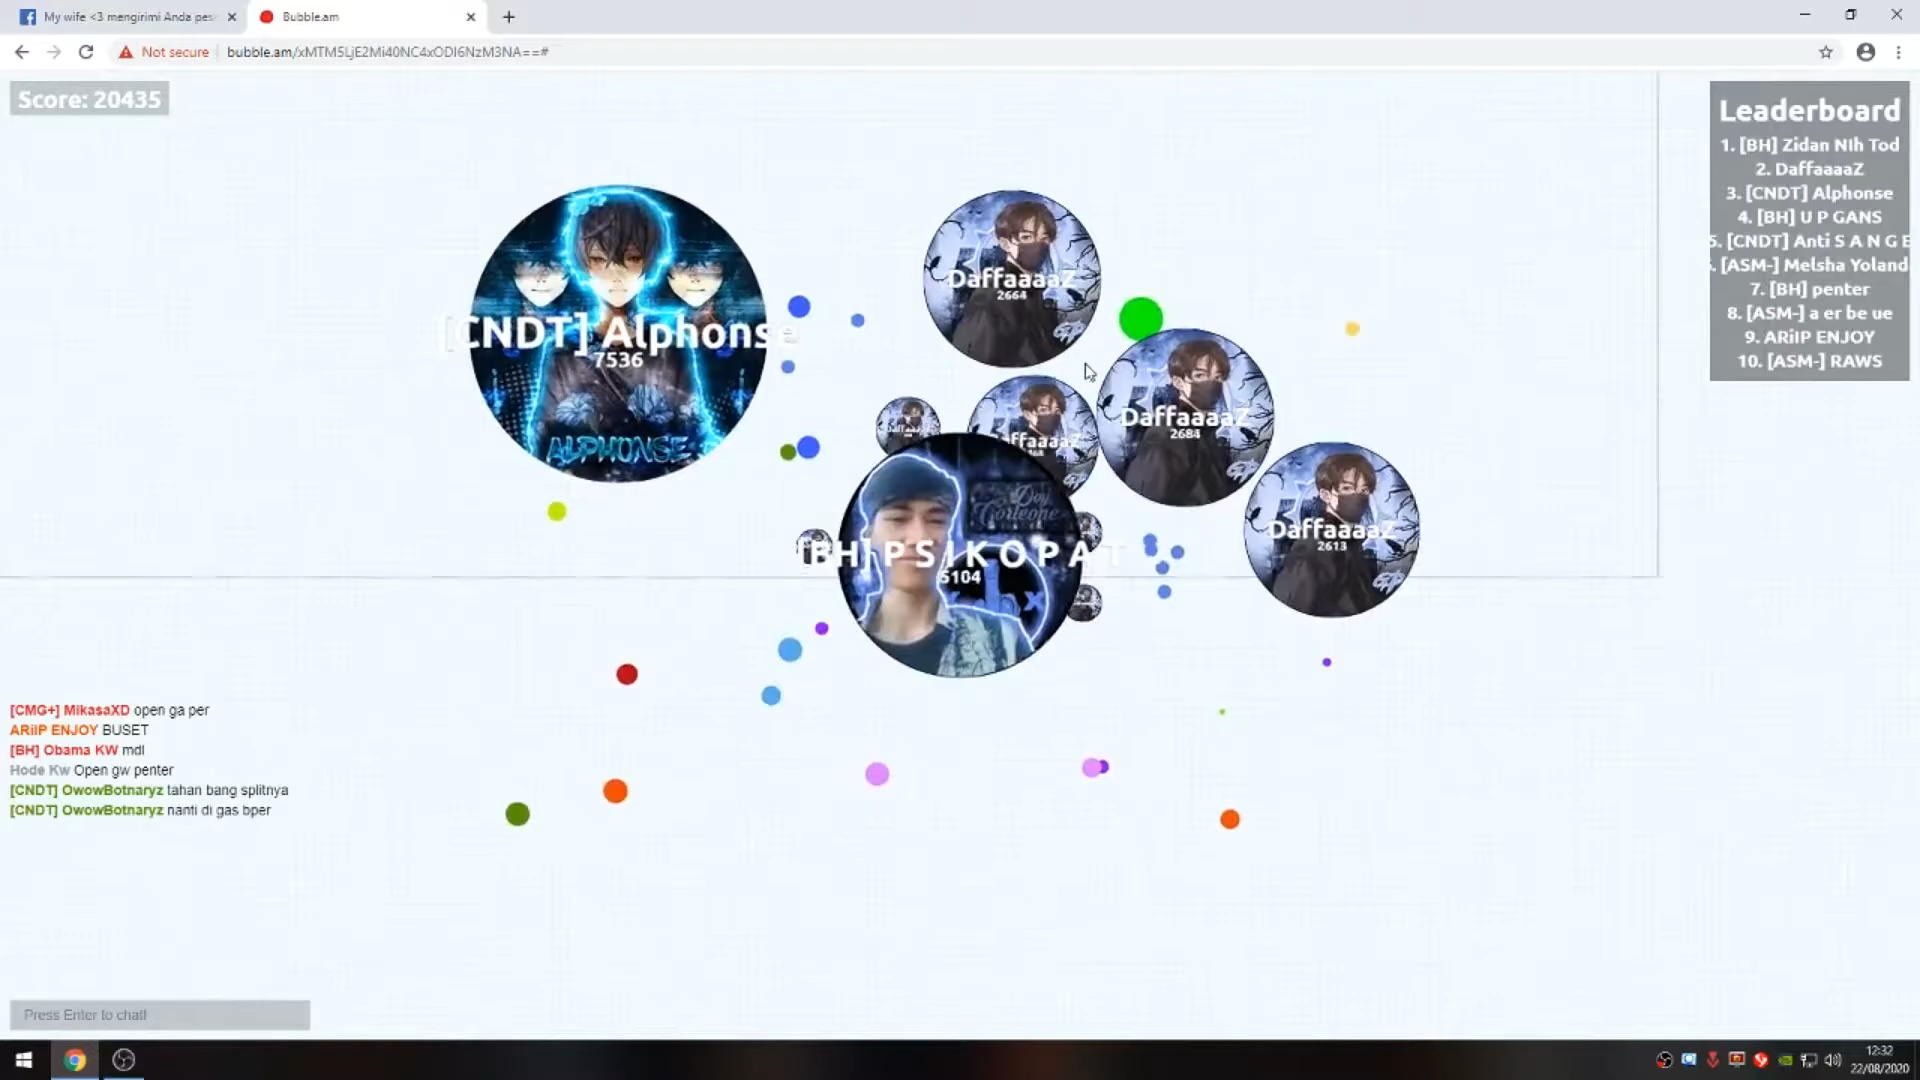 My wife <3 mengirimi Anda pes
Bubble.am
Not secure
bubble.am/xMTM5LjE2Mi40NC4xODI6NzM3NA==#
Score: 20435
Leaderboard
1. [BH] Zidan NIh Tod
2. DaffaaaaZ
3. [CNDT] Alphonse
4. [BH] U P GANS
5. [CNDT] Anti S A N G E
. [ASM-] Melsha Yoland
7. [BH] penter
8. [ASM-] a er be ue
9. ARiIP ENJOY
10. [ASM-] RAWS
[CNDT] Alphonse
7536
ALPHONSE
DaffaaaaZ
2664
DaffaaaaZ
2684
DaffaaaaZ
2613
[BH] P S I K O P A T
5104
[CMG+] MikasaXD open ga per
ARiIP ENJOY BUSET
[BH] Obama KW mdl
Hode Kw Open gw penter
[CNDT] OwowBotnaryz tahan bang splitnya
[CNDT] OwowBotnaryz nanti di gas bper
Press Enter to chat!
12:32
22/08/2020